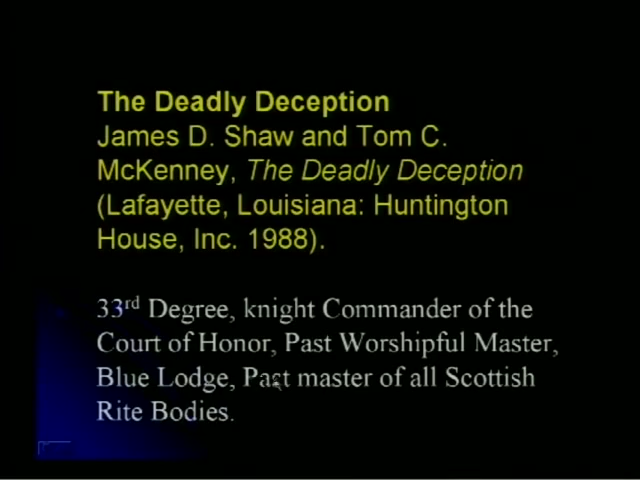 The Deadly Deception
James D. Shaw and Tom C.
McKenney, The Deadly Deception
(Lafayette, Louisiana: Huntington
House, Inc. 1988).
33rd Degree, knight Commander of the
Court of Honor, Past Worshipful Master,
Blue Lodge, Past master of all Scottish
Rite Bodies.